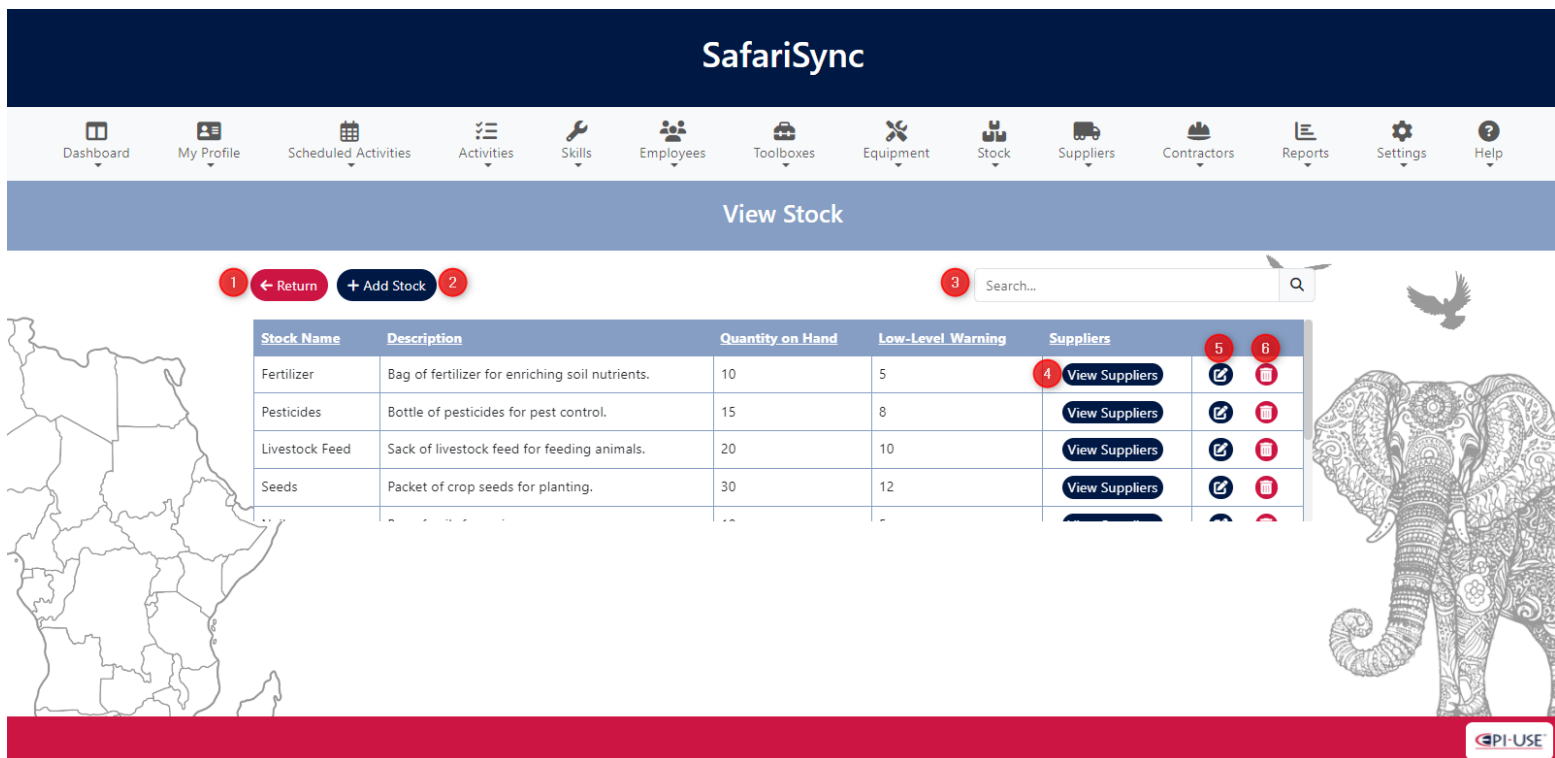 SafariSync
Dashboard My Profile Scheduled Activities Activities Skills Employees Toolboxes Equipment Stock Suppliers Contractors Reports Settings Help
View Stock
1 Return Add Stock 2 3 Search...
Stock Name Description Quantity on Hand Low-Level Warning Suppliers 5 6
Fertilizer Bag of fertilizer for enriching soil nutrients. 10 5 4 View Suppliers
Pesticides Bottle of pesticides for pest control. 15 8 View Suppliers
Livestock Feed Sack of livestock feed for feeding animals. 20 10 View Suppliers
Seeds Packet of crop seeds for planting. 30 12 View Suppliers
EPI-USE